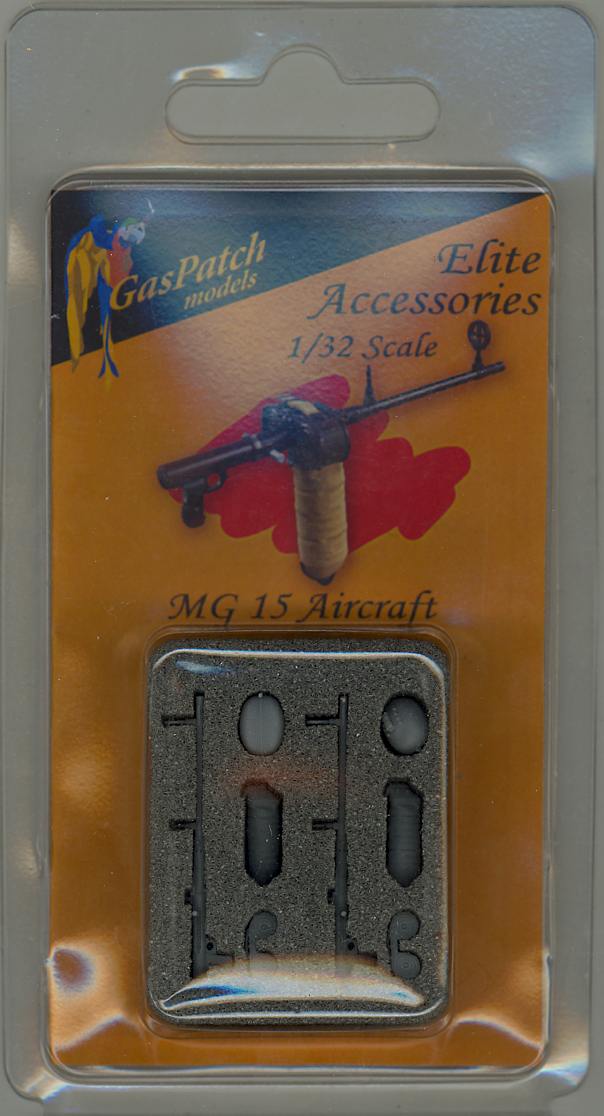 GasPatch
models
Elite
Accessories
1/32 Scale
MG 15 Aircraft